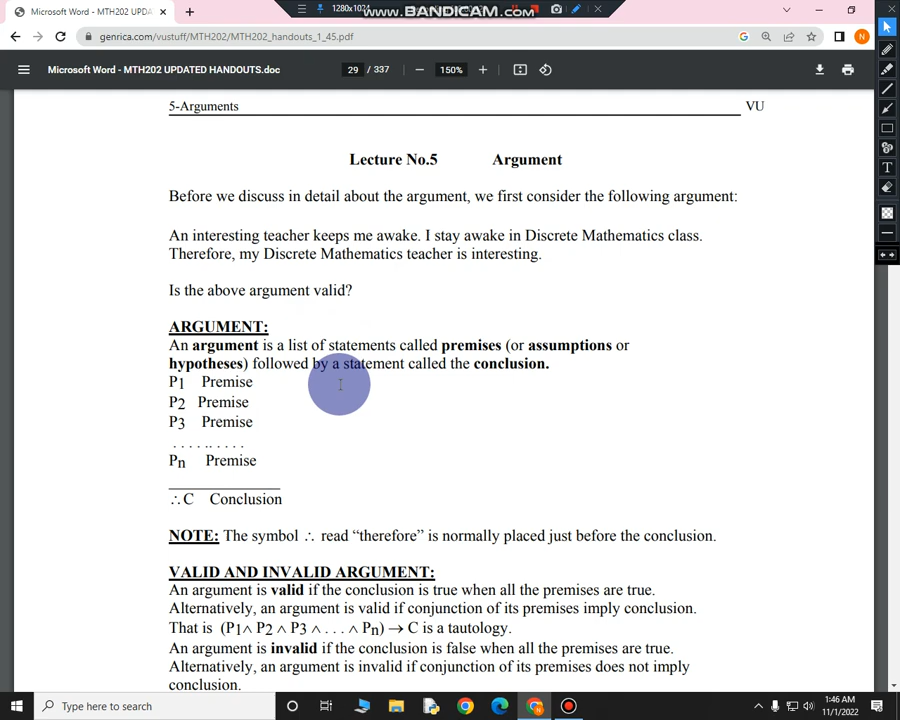 1280x1024
www.BANDICAM.com
Microsoft Word - MTH202 UPDA
genrica.com/vustuff/MTH202/MTH202_handouts_1_45.pdf
N
Microsoft Word - MTH202 UPDATED HANDOUTS.doc
29 / 337
150%
5-Arguments VU
Lecture No.5 Argument
Before we discuss in detail about the argument, we first consider the following argument:
An interesting teacher keeps me awake. I stay awake in Discrete Mathematics class.
Therefore, my Discrete Mathematics teacher is interesting.
Is the above argument valid?
ARGUMENT:
An argument is a list of statements called premises (or assumptions or
hypotheses) followed by a statement called the conclusion.
P1 Premise
P2 Premise
P3 Premise
. . . . .. . . . .
Pn Premise
∴C Conclusion
NOTE: The symbol ∴ read “therefore” is normally placed just before the conclusion.
VALID AND INVALID ARGUMENT:
An argument is valid if the conclusion is true when all the premises are true.
Alternatively, an argument is valid if conjunction of its premises imply conclusion.
That is (P1∧ P2 ∧ P3 ∧ . . . ∧ Pn) → C is a tautology.
An argument is invalid if the conclusion is false when all the premises are true.
Alternatively, an argument is invalid if conjunction of its premises does not imply
conclusion.
Type here to search
1:46 AM
11/1/2022